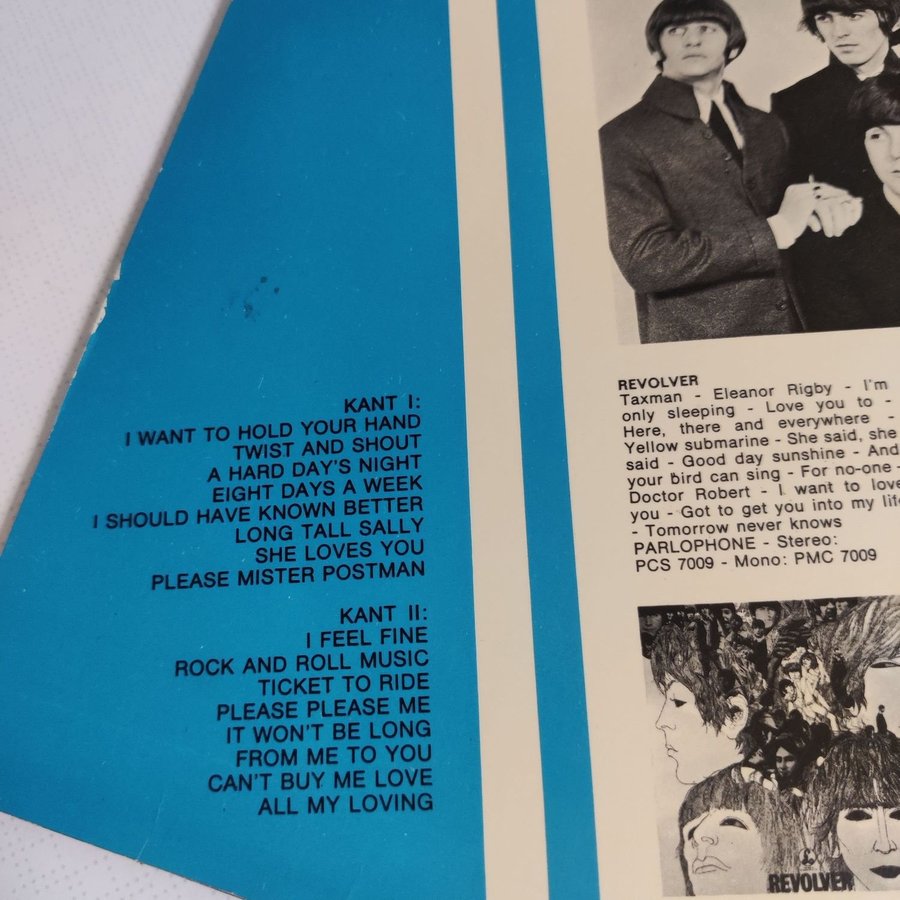 KANT I:
I WANT TO HOLD YOUR HAND
TWIST AND SHOUT
A HARD DAY'S NIGHT
EIGHT DAYS A WEEK
I SHOULD HAVE KNOWN BETTER
LONG TALL SALLY
SHE LOVES YOU
PLEASE MISTER POSTMAN
KANT II:
I FEEL FINE
ROCK AND ROLL MUSIC
TICKET TO RIDE
PLEASE PLEASE ME
IT WON'T BE LONG
FROM ME TO YOU
CAN'T BUY ME LOVE
ALL MY LOVING
REVOLVER
Taxman - Eleanor Rigby - I'm
only sleeping - Love you to -
Here, there and everywhere -
Yellow submarine - She said, she
said - Good day sunshine - And
your bird can sing - For no-one -
Doctor Robert - I want to love
you - Got to get you into my life
- Tomorrow never knows
PARLOPHONE - Stereo:
PCS 7009 - Mono: PMC 7009
REVOLVER